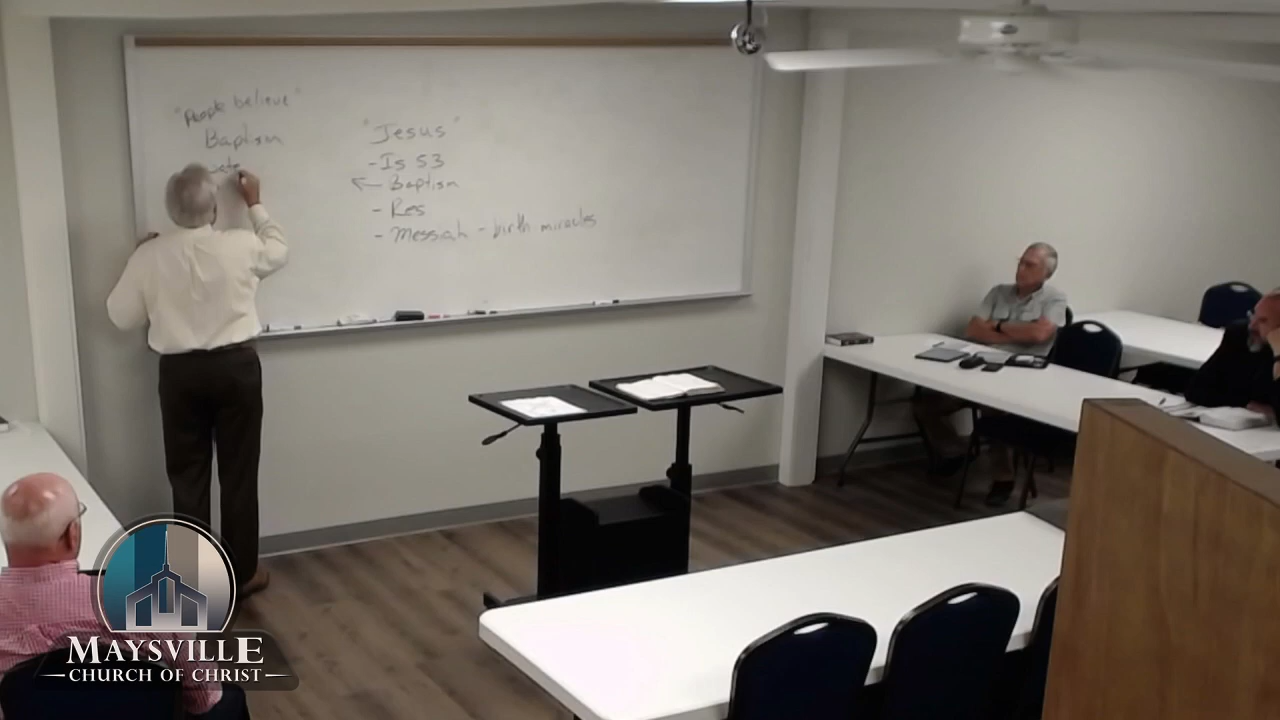 "People believe"
Baptism
"Jesus"
- Is 53
← Baptism
- Res
- Messiah - birth miracles
MAYSVILLE
CHURCH OF CHRIST